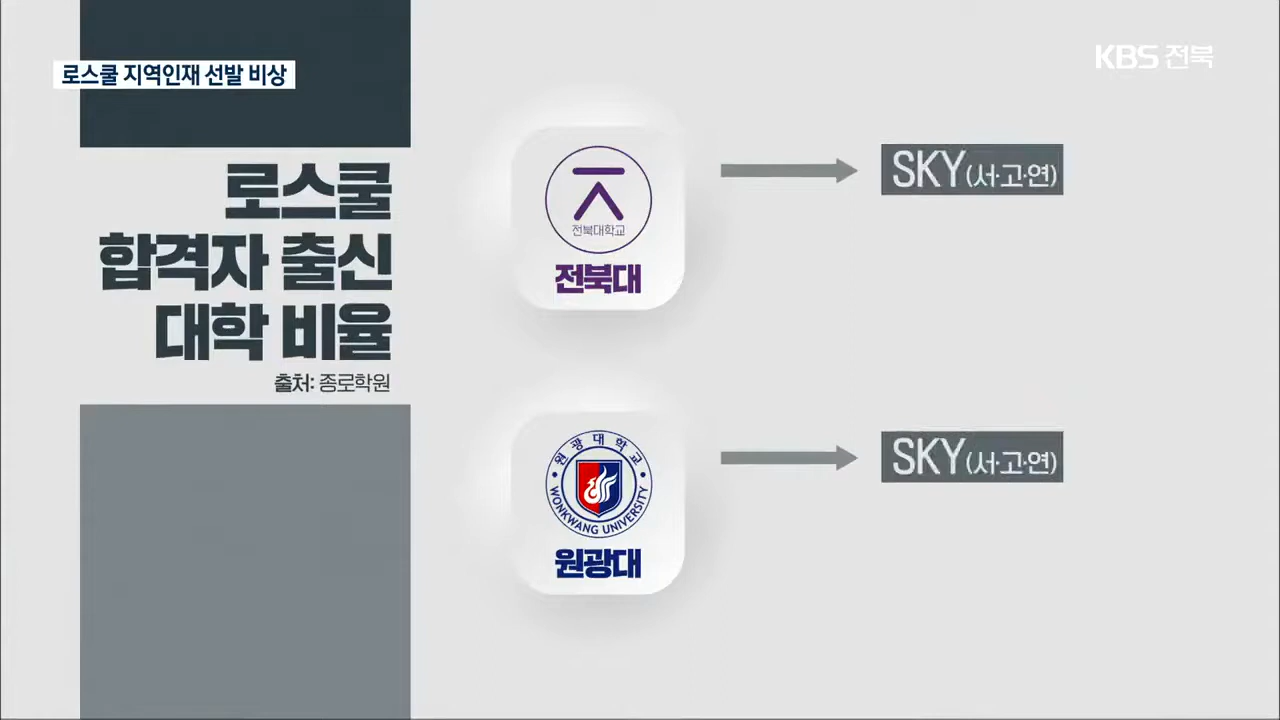 로스쿨 지역인재 선발 비상
KBS 전북
로스쿨
합격자 출신
대학 비율
출처: 종로학원
전북대학교
전북대
SKY(서·고·연)
원광대학교
WONKWANG UNIVERSITY
원광대
SKY(서·고·연)